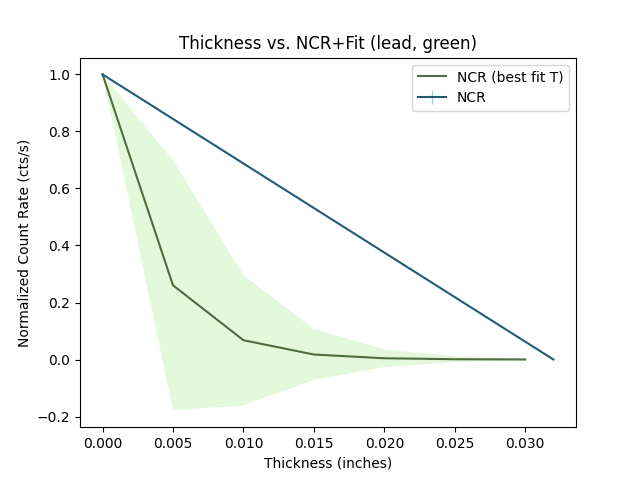 Thickness vs. NCR+Fit (lead, green)
NCR (best fit T)
NCR
Normalized Count Rate (cts/s)
1.0
0.8
0.6
0.4
0.2
0.0
−0.2
0.000 0.005 0.010 0.015 0.020 0.025 0.030
Thickness (inches)